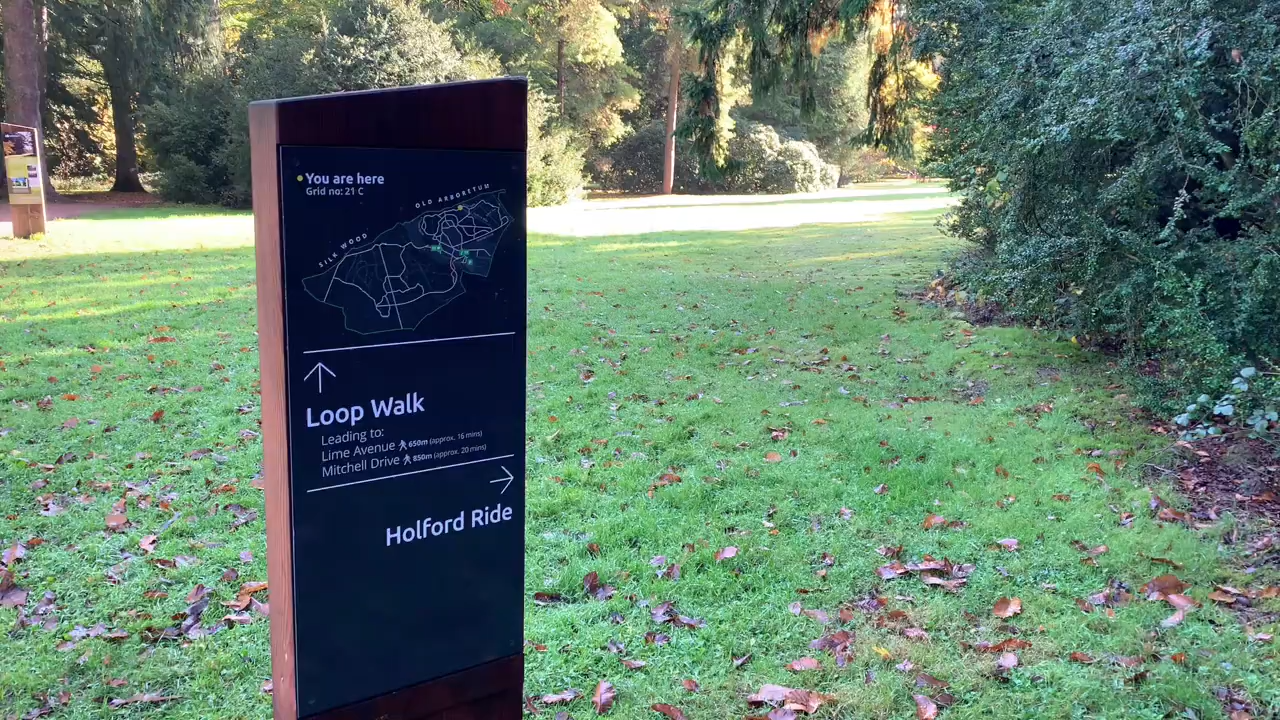 You are here
Grid no: 21 C
OLD ARBORETUM
SILK WOOD
Loop Walk
Leading to:
Lime Avenue 650m (approx. 16 mins)
Mitchell Drive 850m (approx. 20 mins)
Holford Ride